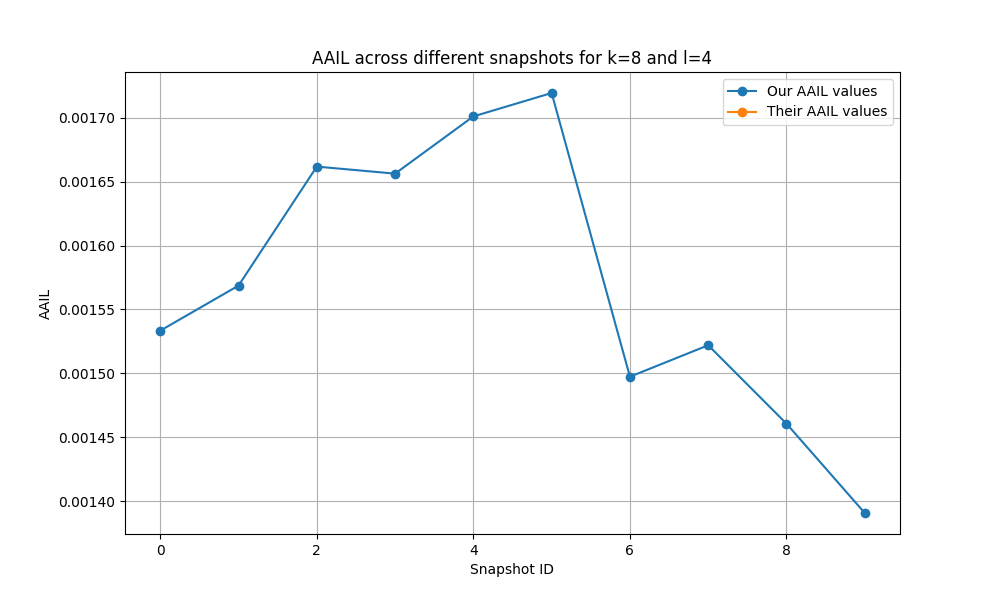 AAIL across different snapshots for k=8 and l=4
Our AAIL values
Their AAIL values
0.00170
0.00165
0.00160
0.00155
0.00150
0.00145
0.00140
AAIL
0 2 4 6 8
Snapshot ID